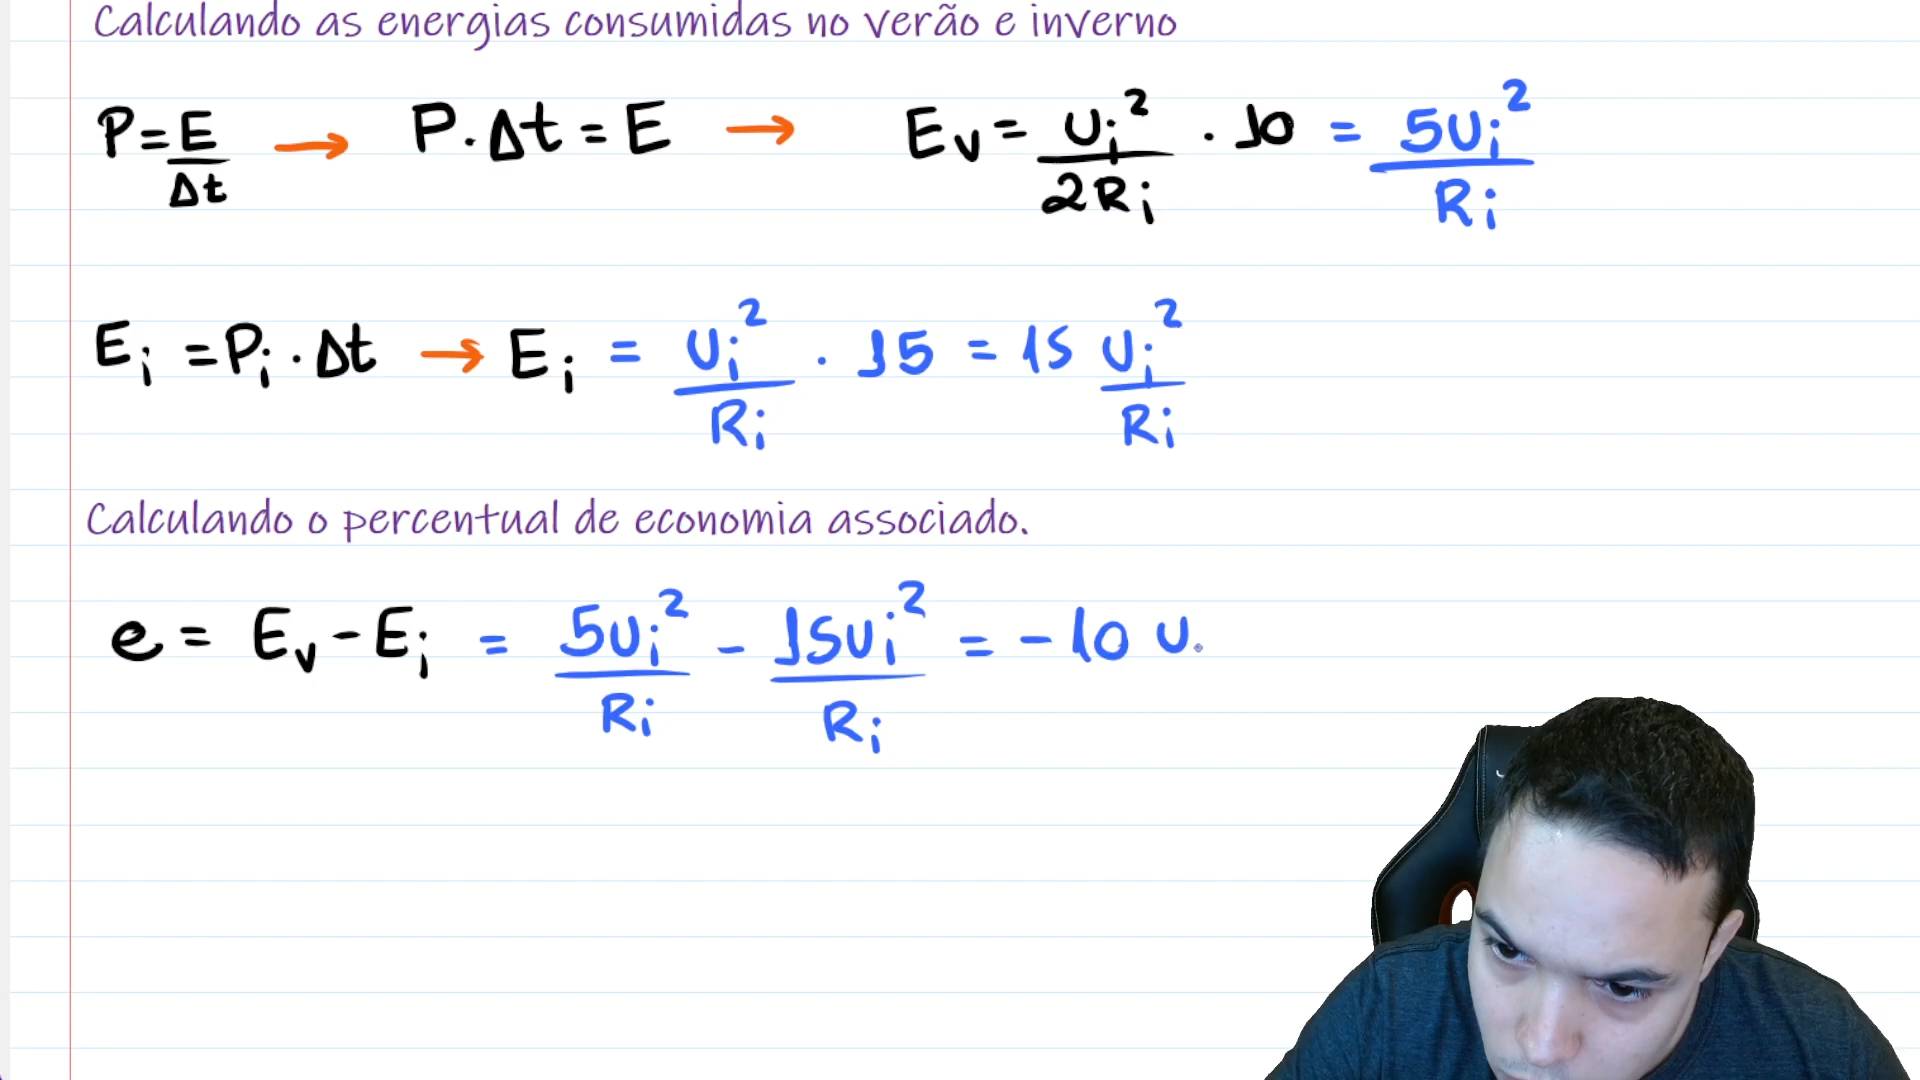 Calculando as energias consumidas no verão e inverno
P = E/Δt → P · Δt = E → Ev = Ui²/2Ri · 10 = 5Ui²/Ri
Ei = Pi · Δt → Ei = Ui²/Ri · 15 = 15 Ui²/Ri
Calculando o percentual de economia associado.
e = Ev − Ei = 5Ui²/Ri − 15Ui²/Ri = −10 U.